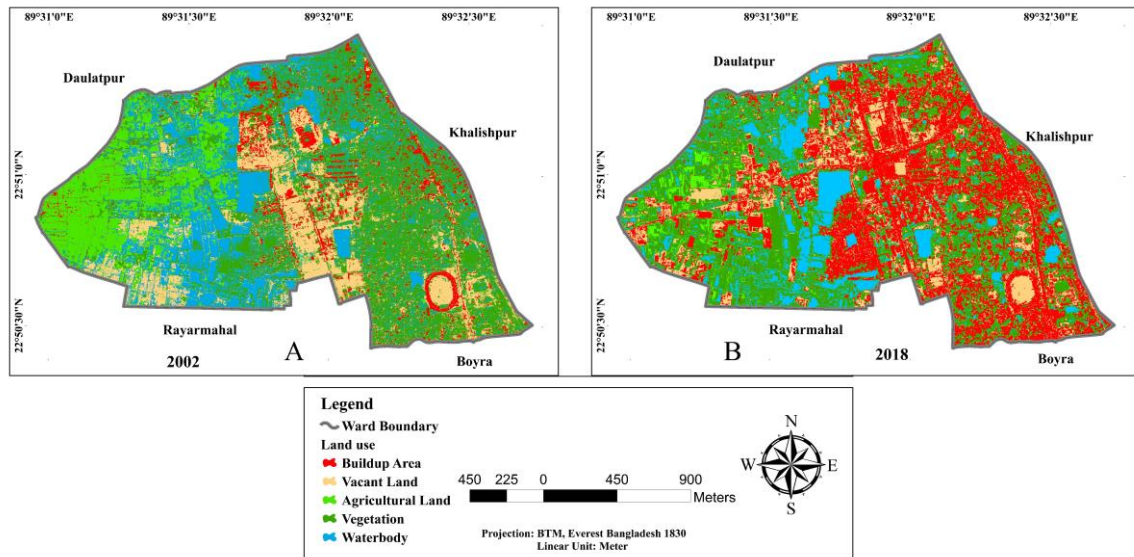 89°31'0"E 89°31'30"E 89°32'0"E 89°32'30"E
Daulatpur
Khalishpur
22°51'0"N
22°50'30"N
Rayarmahal
2002
A
Boyra
89°31'0"E 89°31'30"E 89°32'0"E 89°32'30"E
Daulatpur
Khalishpur
22°51'0"N
22°50'30"N
Rayarmahal
B
2018
Boyra
Legend
Ward Boundary
Land use
Buildup Area
Vacant Land
Agricultural Land
Vegetation
Waterbody
450 225 0 450 900
Meters
Projection: BTM, Everest Bangladesh 1830
Linear Unit: Meter
N
W E
S